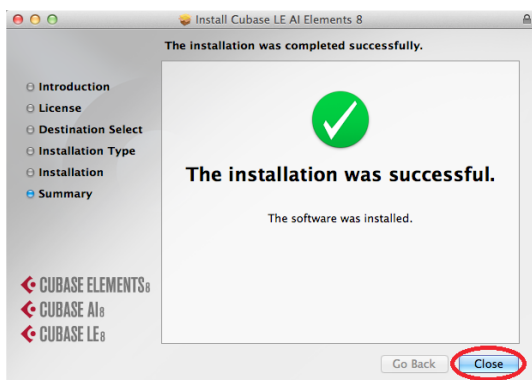 Install Cubase LE AI Elements 8
The installation was completed successfully.
Introduction
License
Destination Select
Installation Type
Installation
Summary
The installation was successful.
The software was installed.
CUBASE ELEMENTS8
CUBASE AI8
CUBASE LE8
Go Back
Close